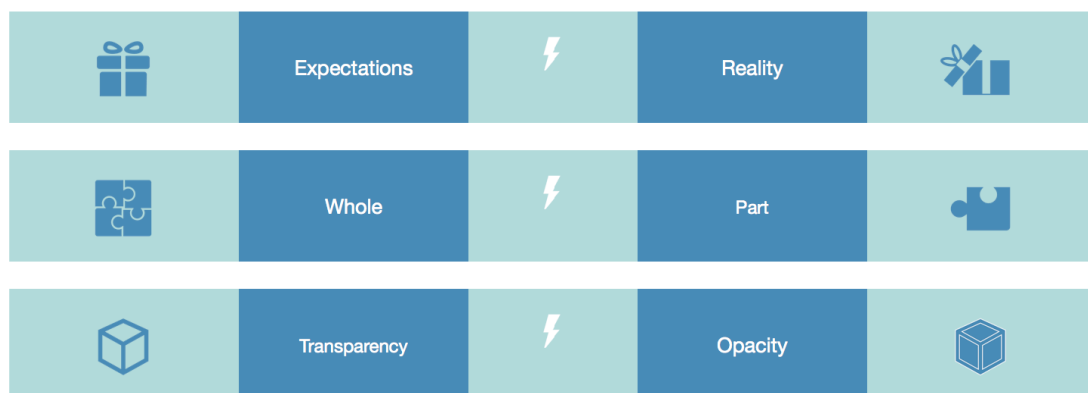 Expectations
Reality
Whole
Part
Transparency
Opacity